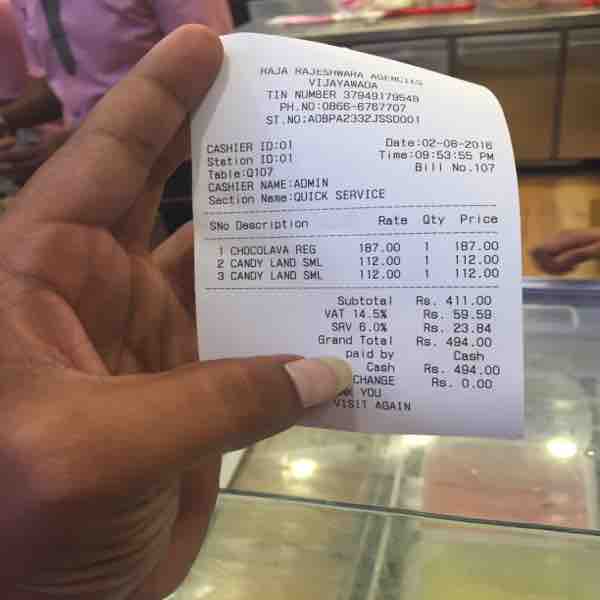 RAJA RAJESHWARA AGENCIES
VIJAYAWADA
TIN NUMBER 37949179549
PH.NO:0866-6767707
ST.NO:AOBPA2332JSSD001
CASHIER ID:01 Date:02-08-2016
Station ID:01 Time:09:53:55 PM
Table:Q107 Bill No.107
CASHIER NAME:ADMIN
Section Name:QUICK SERVICE
SNo Description Rate Qty Price
1 CHOCOLAVA REG 187.00 1 187.00
2 CANDY LAND SML 112.00 1 112.00
3 CANDY LAND SML 112.00 1 112.00
Subtotal Rs. 411.00
VAT 14.5% Rs. 59.59
SRV 6.0% Rs. 23.84
Grand Total Rs. 494.00
paid by Cash
Cash Rs. 494.00
CHANGE Rs. 0.00
YOU
VISIT AGAIN